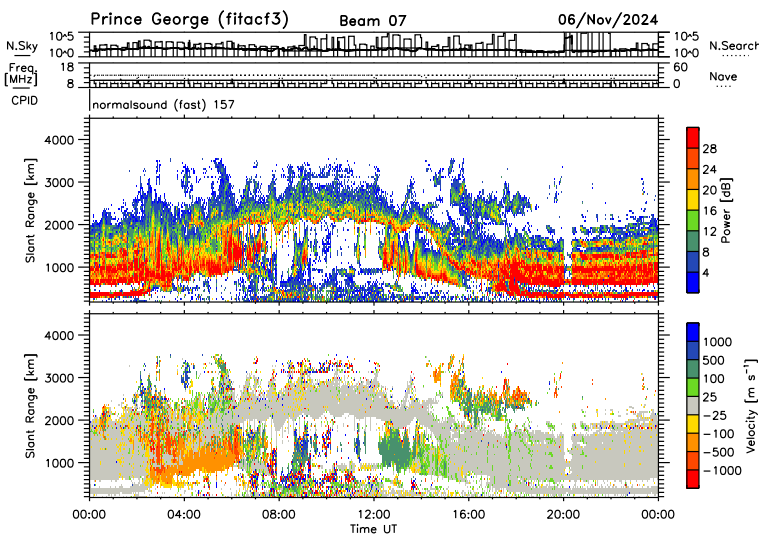 Prince George (fitacf3) Beam 07 06/Nov/2024
N.Sky 10^5 10^5 N.Search
10^0 10^0
Freq. 18 60 Nave
[MHz] 8 0
CPID normalsound (fast) 157
Slant Range [km]
4000
3000
2000
1000
Power [dB]
28
24
20
16
12
8
4
Slant Range [km]
4000
3000
2000
1000
Velocity [m s⁻¹]
1000
500
100
25
−25
−100
−500
−1000
00:00 04:00 08:00 12:00 16:00 20:00 00:00
Time UT